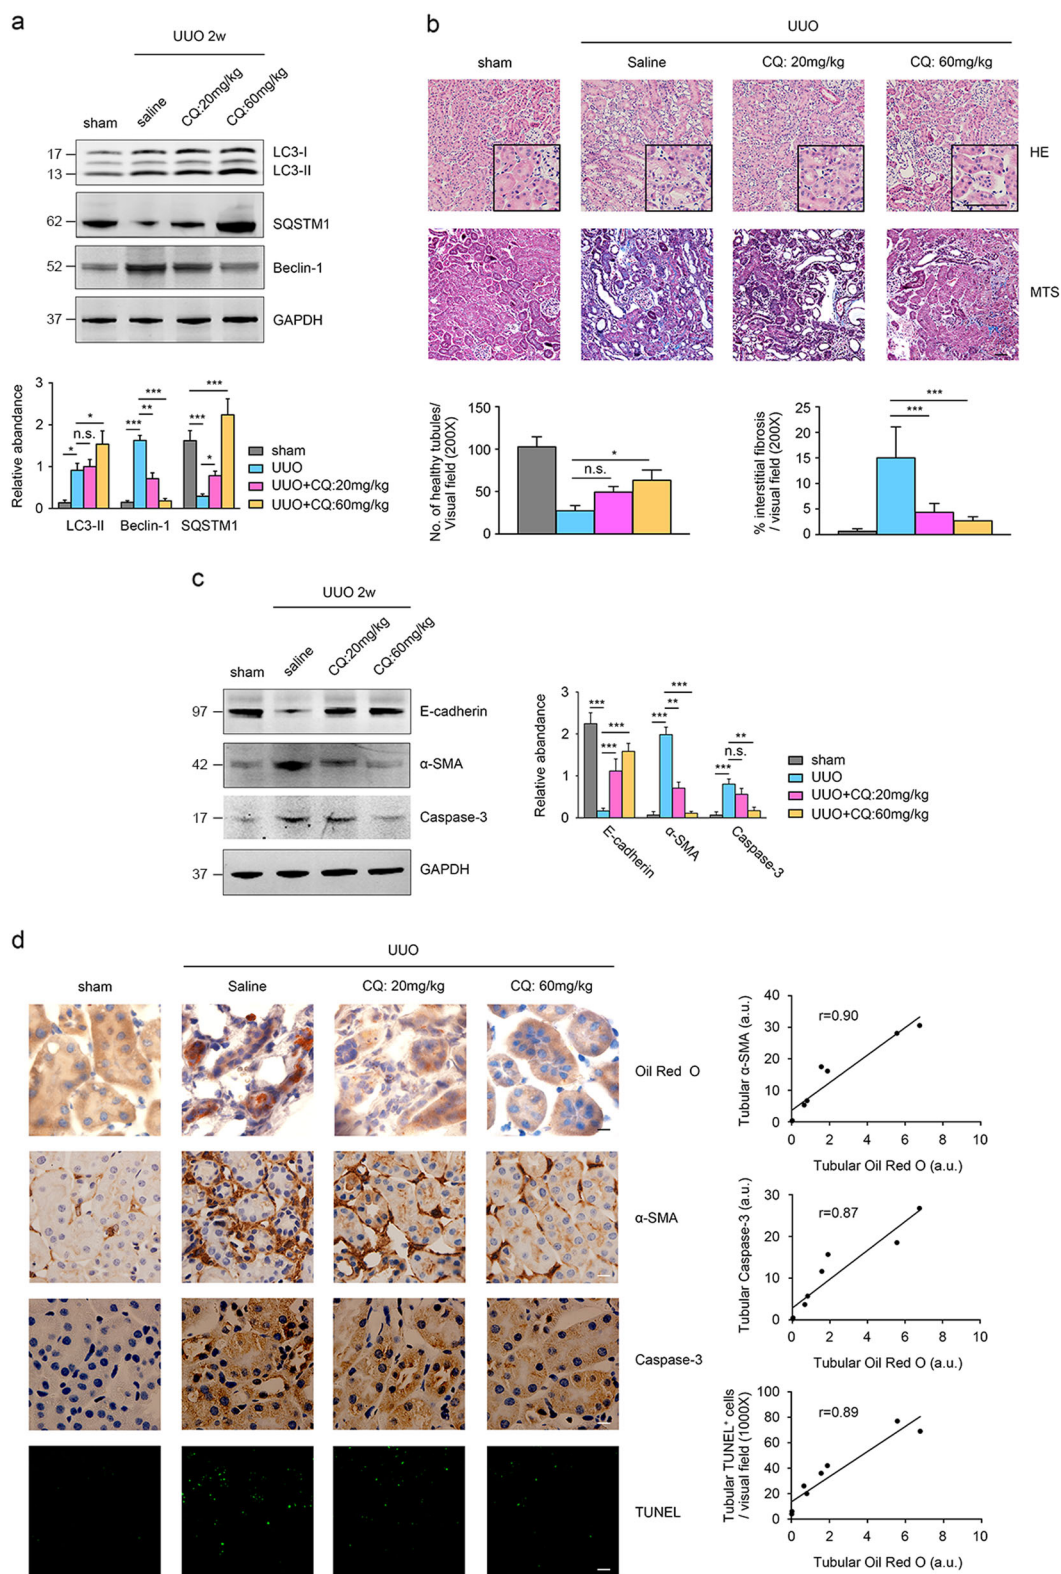 a
UUO 2w
sham
saline
CQ:20mg/kg
CQ:60mg/kg
17
LC3-I
13
LC3-II
62
SQSTM1
52
Beclin-1
37
GAPDH
Relative abundance
3
2
1
0
* n.s. *
*** ** ***
*** * ***
LC3-II Beclin-1 SQSTM1
sham
UUO
UUO+CQ:20mg/kg
UUO+CQ:60mg/kg
b
UUO
sham Saline CQ: 20mg/kg CQ: 60mg/kg
HE
MTS
No. of healthy tubules/
Visual field (200X)
150
100
50
0
*
n.s.
% interstitial fibrosis
/ visual field (200X)
20
15
10
5
0
***
***
c
UUO 2w
sham
saline
CQ:20mg/kg
CQ:60mg/kg
97
E-cadherin
42
α-SMA
17
Caspase-3
37
GAPDH
Relative abundance
3
2
1
0
*** *** ***
*** ** ***
*** n.s. **
E-cadherin
α-SMA
Caspase-3
sham
UUO
UUO+CQ:20mg/kg
UUO+CQ:60mg/kg
d
UUO
sham Saline CQ: 20mg/kg CQ: 60mg/kg
Oil Red O
α-SMA
Caspase-3
TUNEL
Tubular α-SMA (a.u.)
40
30
20
10
0
r=0.90
0 2 4 6 8 10
Tubular Oil Red O (a.u.)
Tubular Caspase-3 (a.u.)
30
20
10
0
r=0.87
0 2 4 6 8 10
Tubular Oil Red O (a.u.)
Tubular TUNEL⁺ cells
/ visual field (1000X)
100
80
60
40
20
0
r=0.89
0 2 4 6 8 10
Tubular Oil Red O (a.u.)